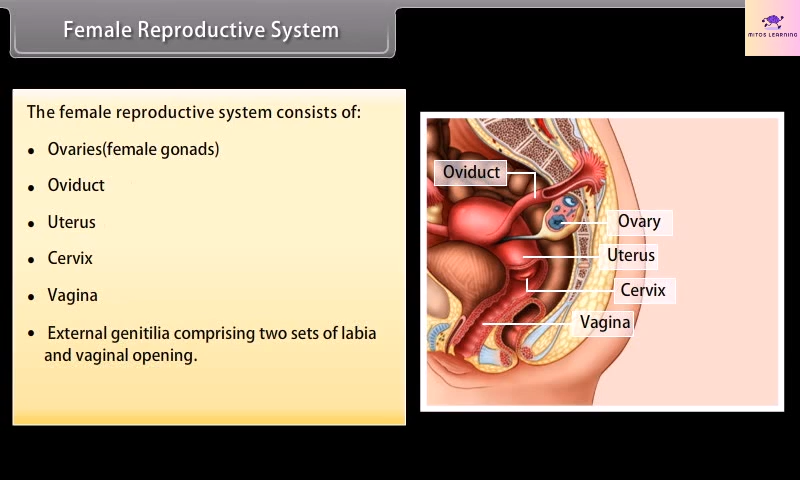 Female Reproductive System
MITOS LEARNING
The female reproductive system consists of:
• Ovaries(female gonads)
• Oviduct
• Uterus
• Cervix
• Vagina
• External genitilia comprising two sets of labia
and vaginal opening.
Oviduct
Ovary
Uterus
Cervix
Vagina